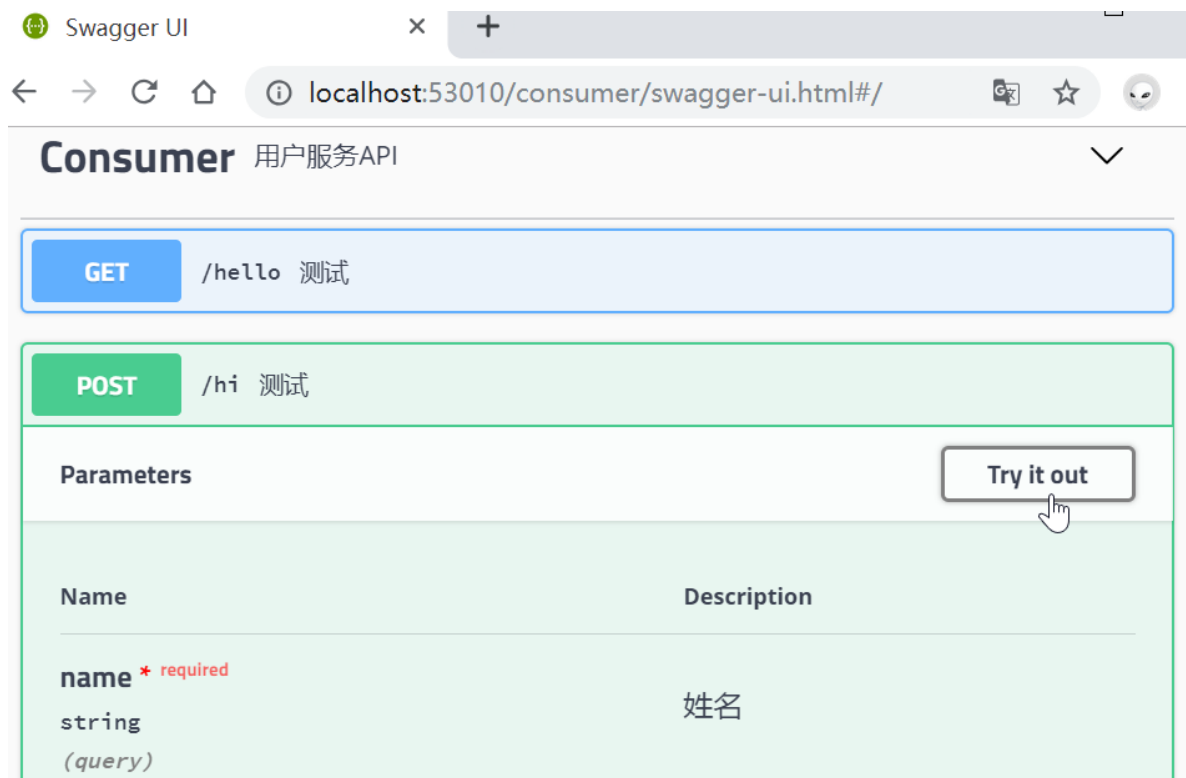 Swagger UI
localhost:53010/consumer/swagger-ui.html#/
Consumer 用户服务API
GET /hello 测试
POST /hi 测试
Parameters Try it out
Name Description
name * required
string
(query)
姓名